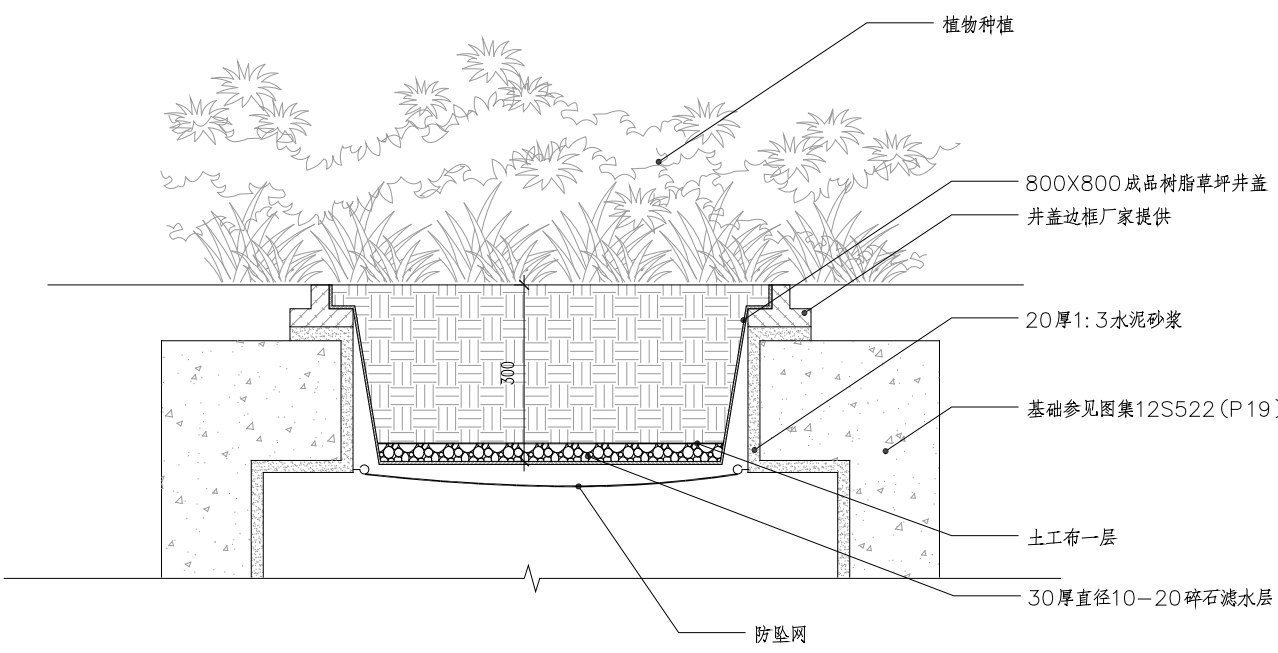 植物种植
800X800成品树脂草坪井盖
井盖边框厂家提供
20厚1:3水泥砂浆
300
基础参见图集12S522(P19)
土工布一层
30厚直径10-20碎石滤水层
防坠网